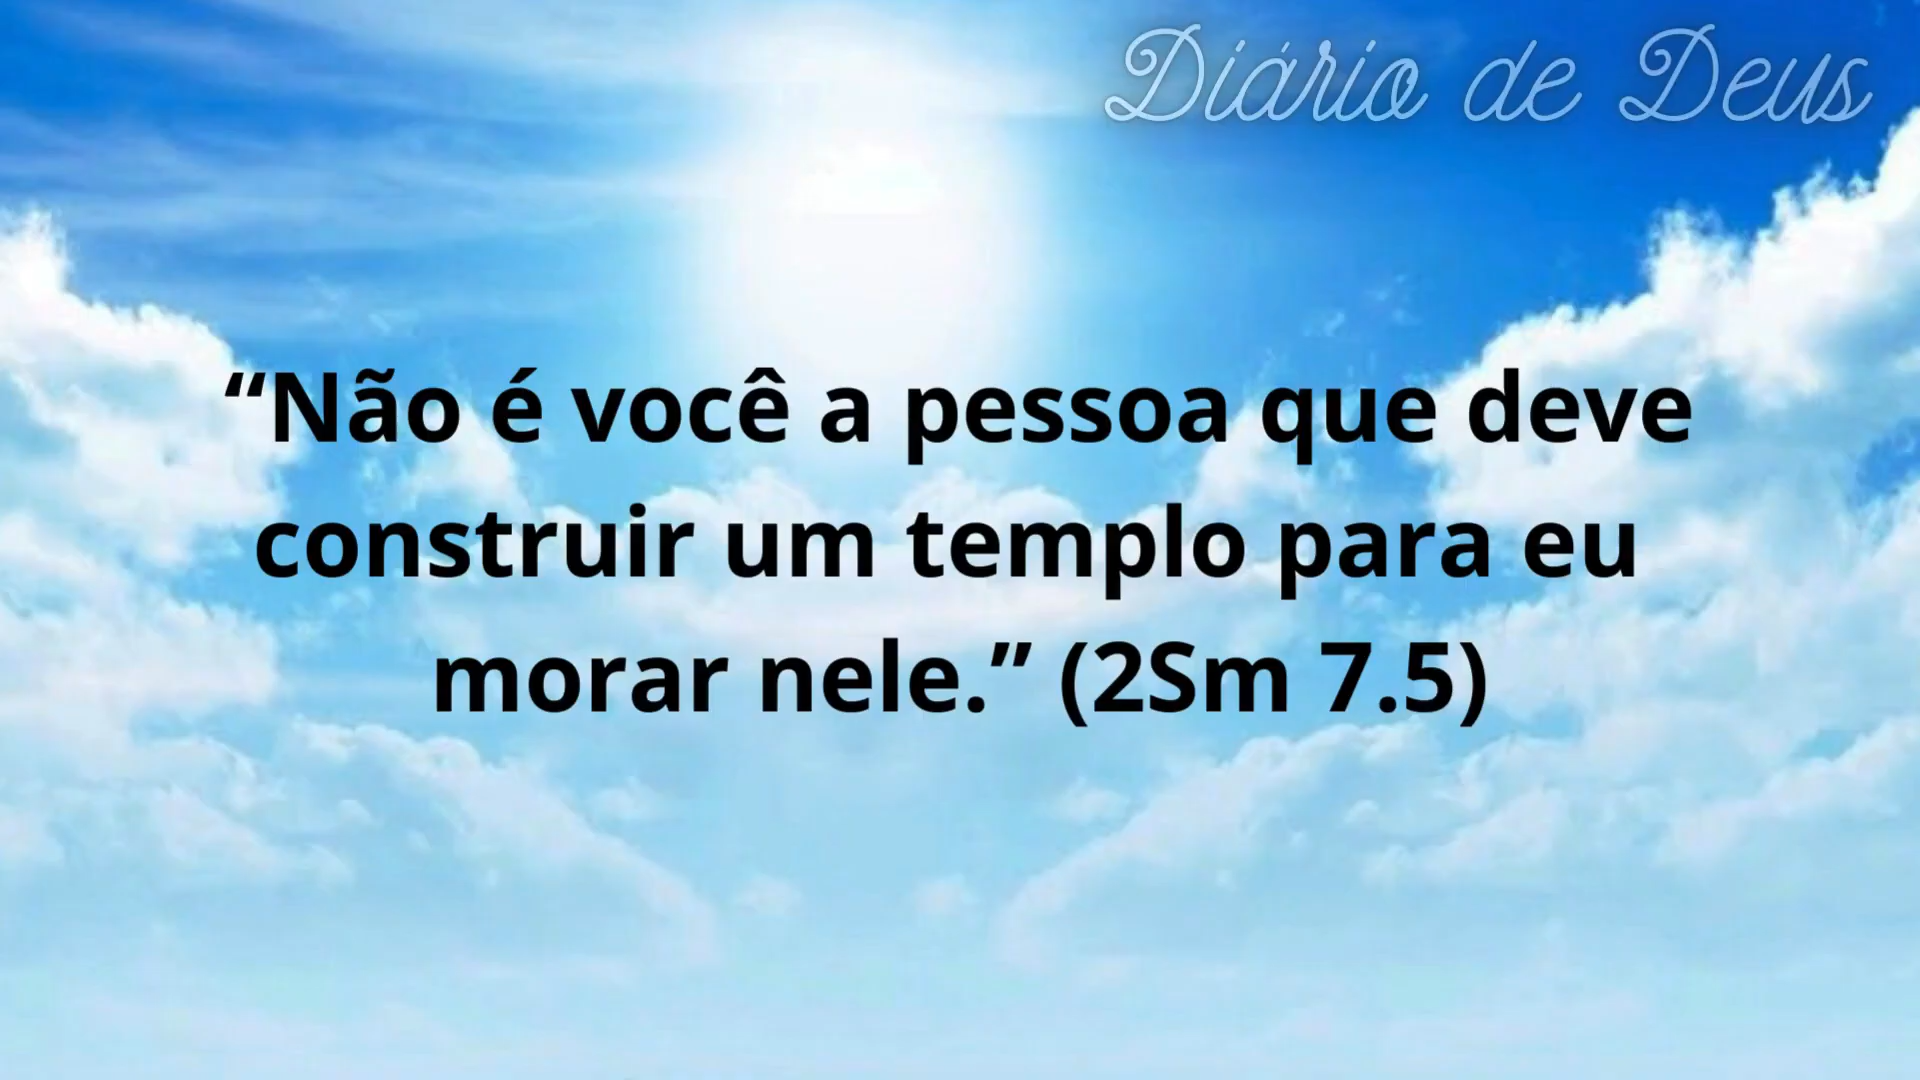 Diário de Deus
“Não é você a pessoa que deve
construir um templo para eu
morar nele.” (2Sm 7.5)